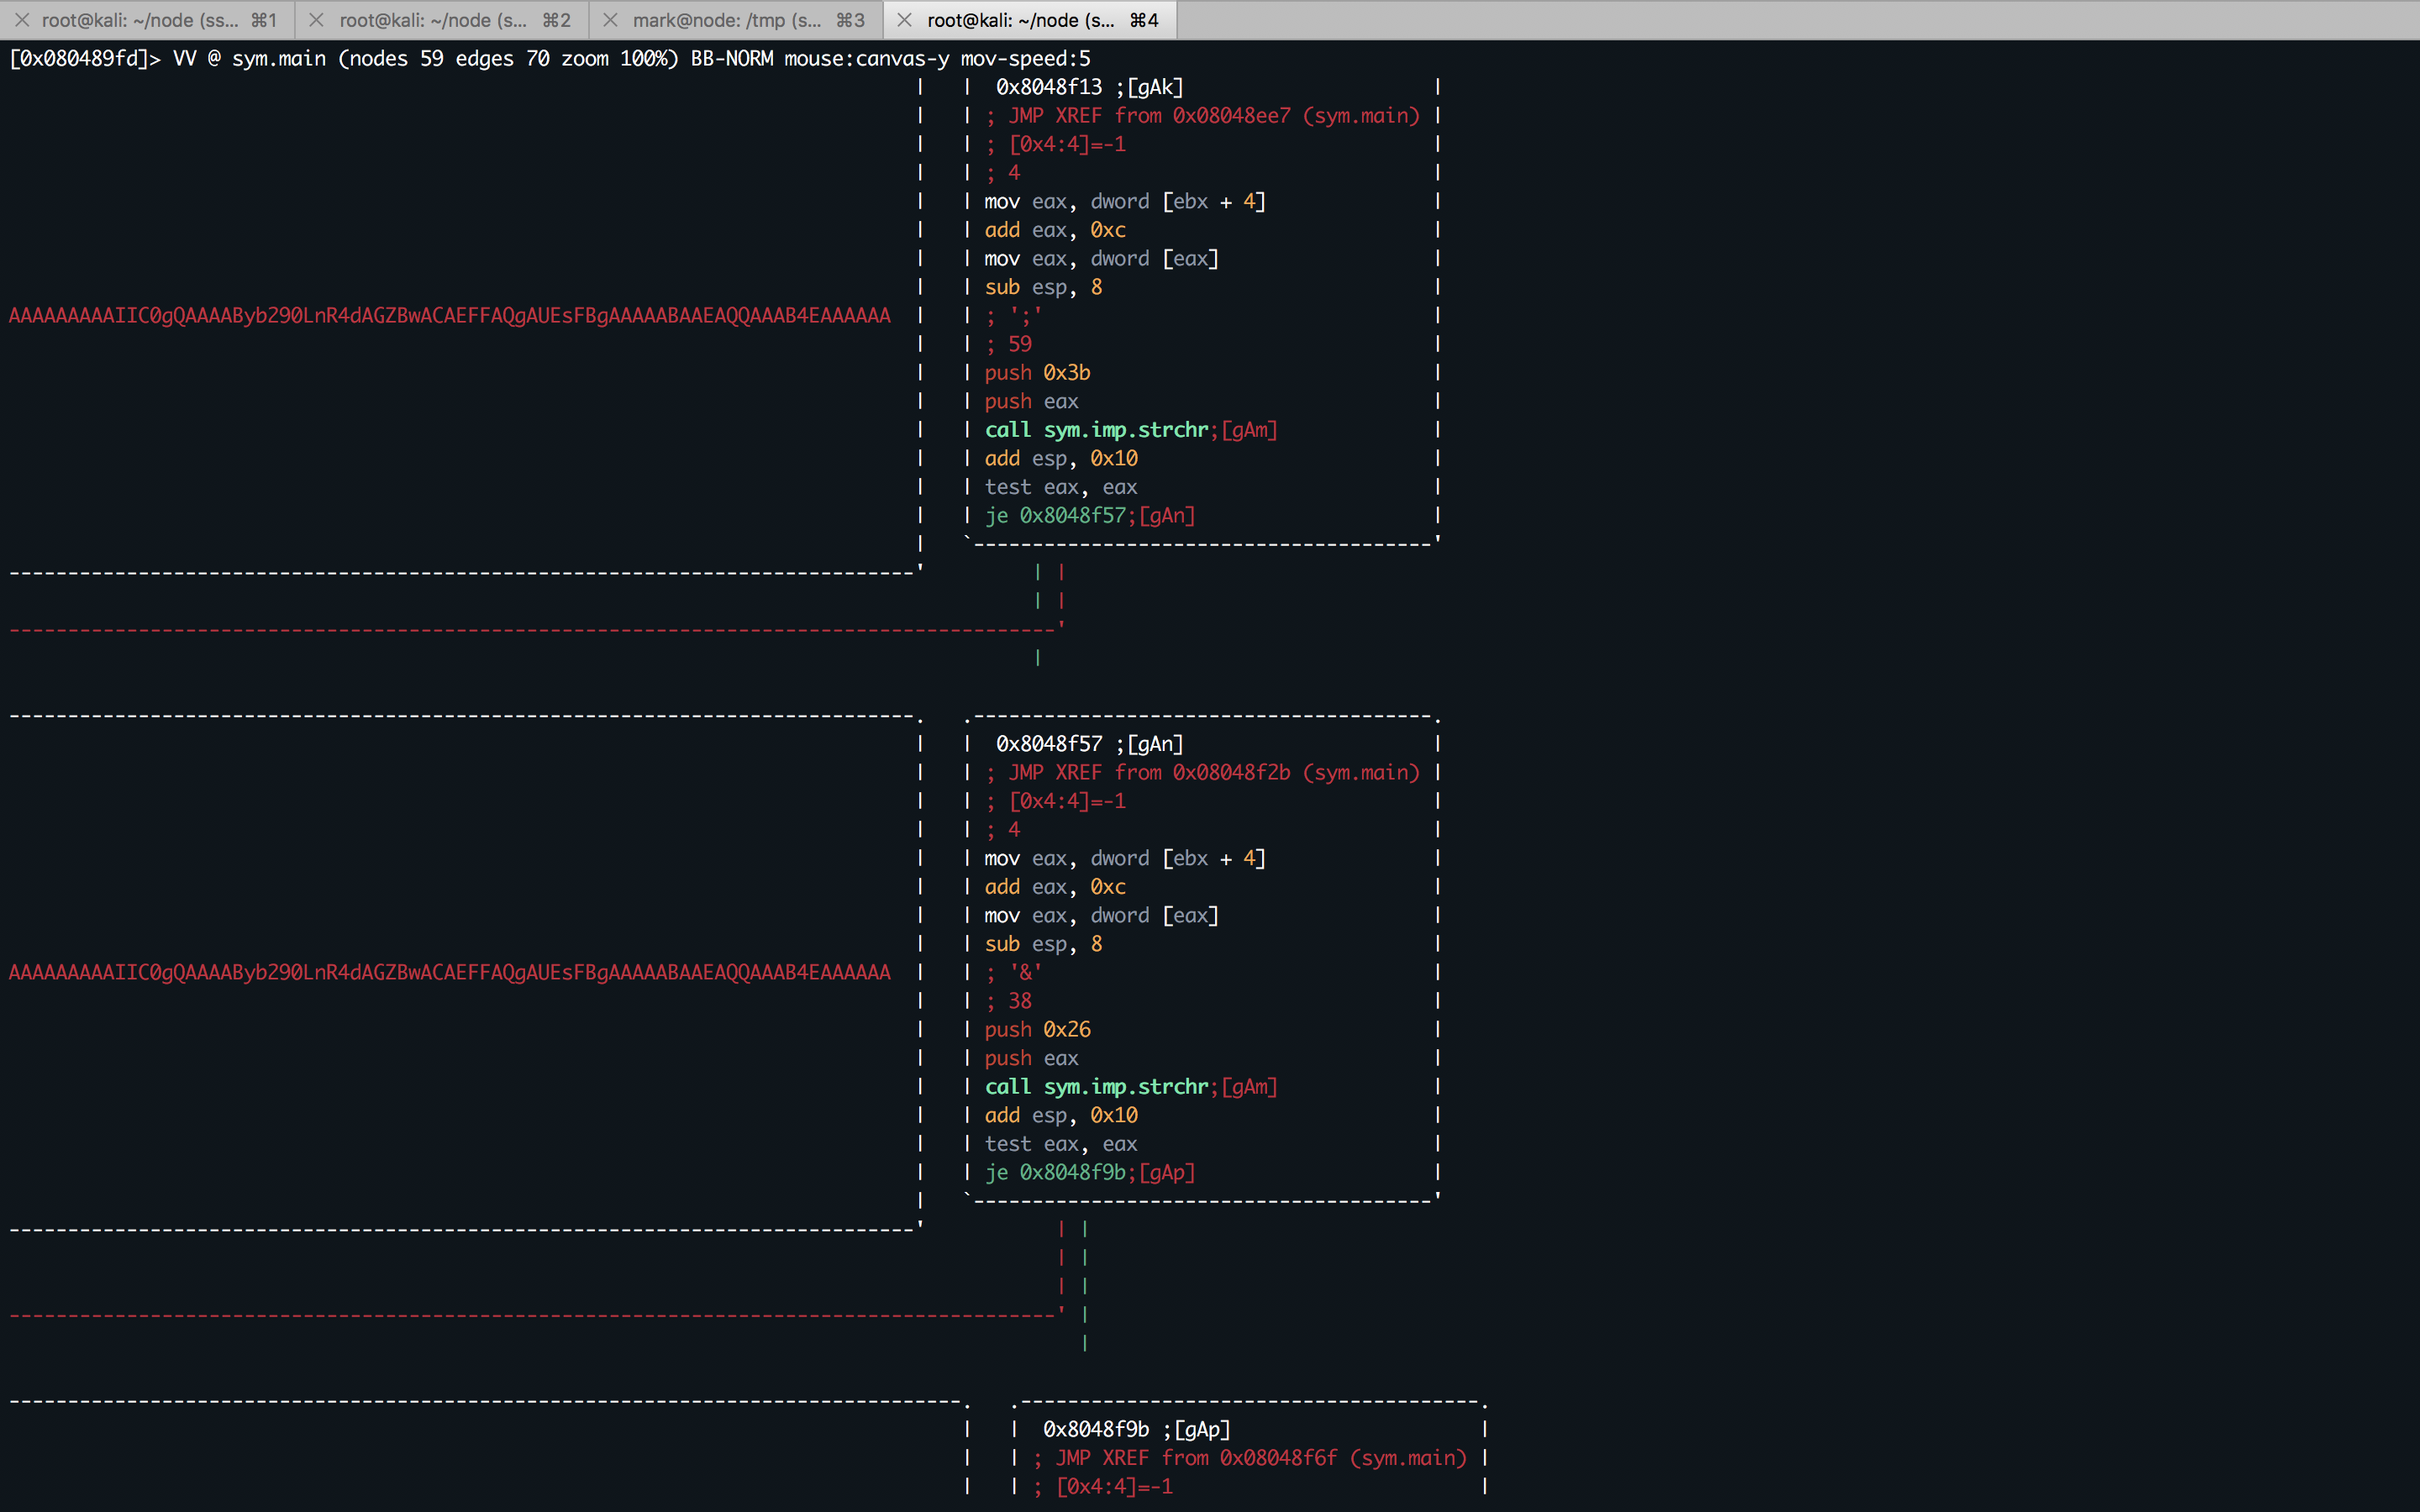 root@kali: ~/node (ss... ⌘1 root@kali: ~/node (s... ⌘2 mark@node: /tmp (s... ⌘3 root@kali: ~/node (s... ⌘4
[0x080489fd]> VV @ sym.main (nodes 59 edges 70 zoom 100%) BB-NORM mouse:canvas-y mov-speed:5
0x8048f13 ;[gAk]
; JMP XREF from 0x08048ee7 (sym.main)
; [0x4:4]=-1
; 4
mov eax, dword [ebx + 4]
add eax, 0xc
mov eax, dword [eax]
sub esp, 8
AAAAAAAAAIIC0gQAAAAByb290LnR4dAGZBwACAEFFAQgAUEsFBgAAAAABAAEAQQAAAB4EAAAAAA ; ';'
; 59
push 0x3b
push eax
call sym.imp.strchr;[gAm]
add esp, 0x10
test eax, eax
je 0x8048f57;[gAn]
0x8048f57 ;[gAn]
; JMP XREF from 0x08048f2b (sym.main)
; [0x4:4]=-1
; 4
mov eax, dword [ebx + 4]
add eax, 0xc
mov eax, dword [eax]
sub esp, 8
AAAAAAAAAIIC0gQAAAAByb290LnR4dAGZBwACAEFFAQgAUEsFBgAAAAABAAEAQQAAAB4EAAAAAA ; '&'
; 38
push 0x26
push eax
call sym.imp.strchr;[gAm]
add esp, 0x10
test eax, eax
je 0x8048f9b;[gAp]
0x8048f9b ;[gAp]
; JMP XREF from 0x08048f6f (sym.main)
; [0x4:4]=-1